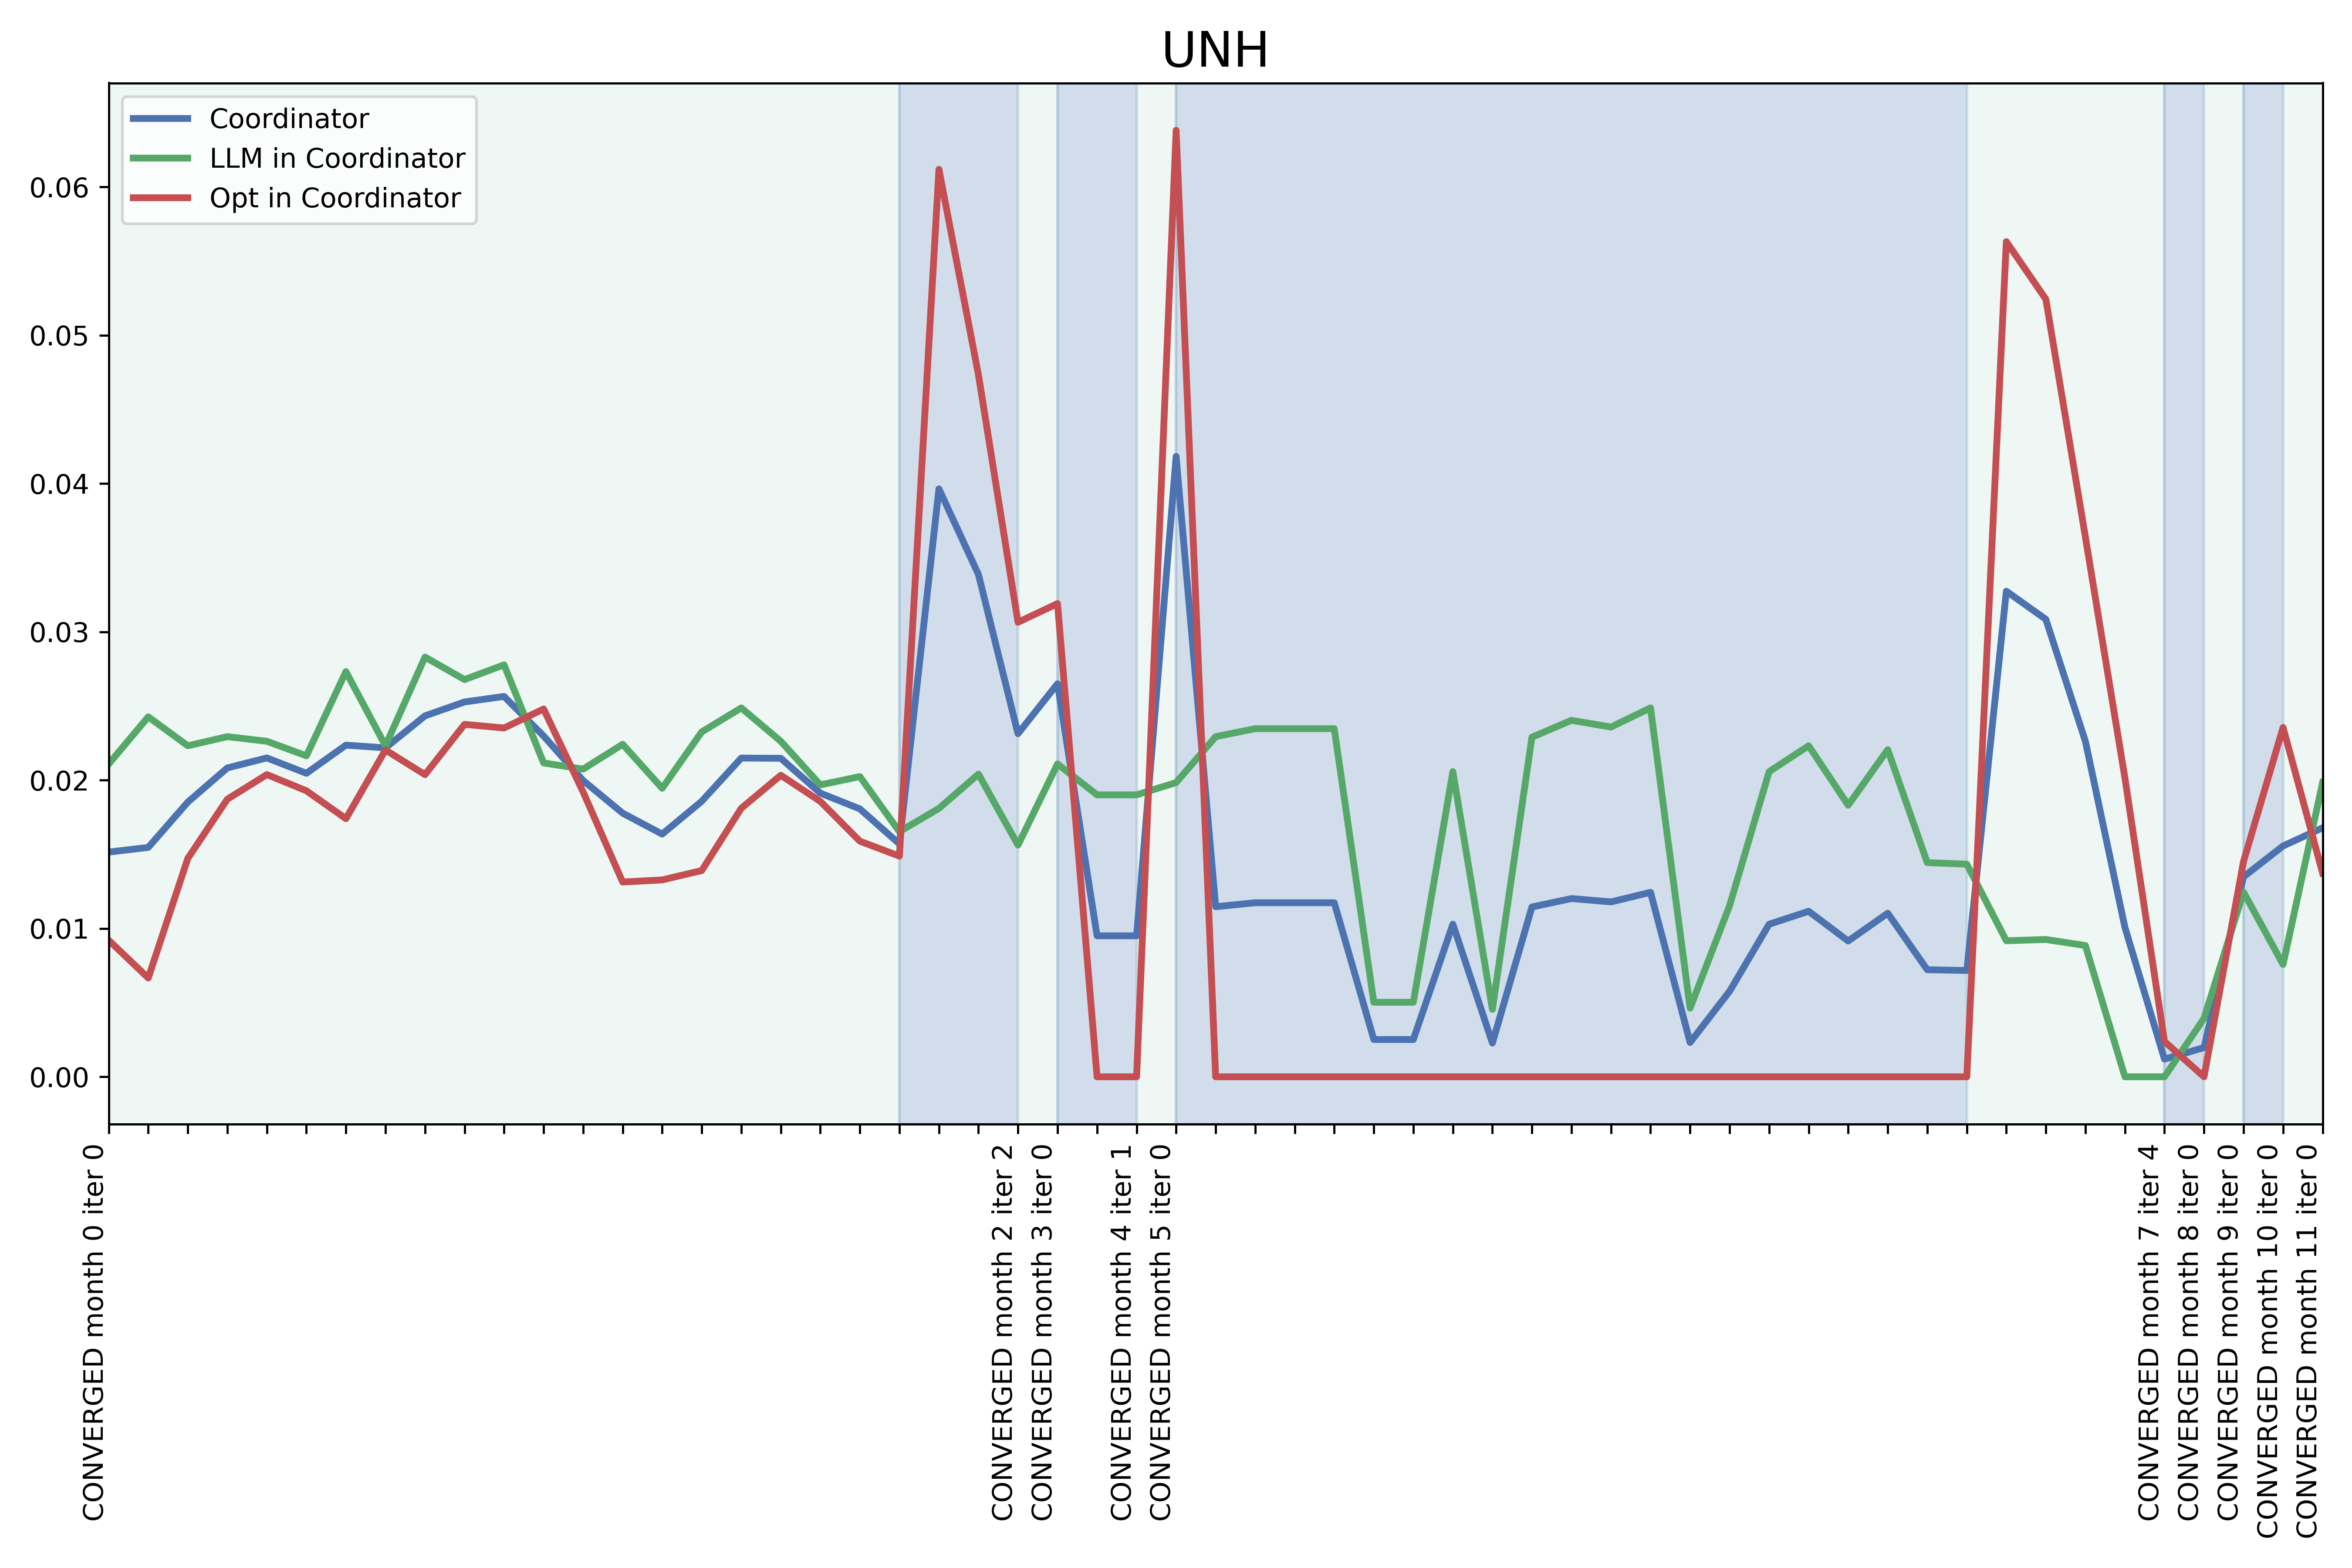 UNH
Coordinator
LLM in Coordinator
Opt in Coordinator
0.06
0.05
0.04
0.03
0.02
0.01
0.00
CONVERGED month 0 iter 0
CONVERGED month 2 iter 2
CONVERGED month 3 iter 0
CONVERGED month 4 iter 1
CONVERGED month 5 iter 0
CONVERGED month 7 iter 4
CONVERGED month 8 iter 0
CONVERGED month 9 iter 0
CONVERGED month 10 iter 0
CONVERGED month 11 iter 0